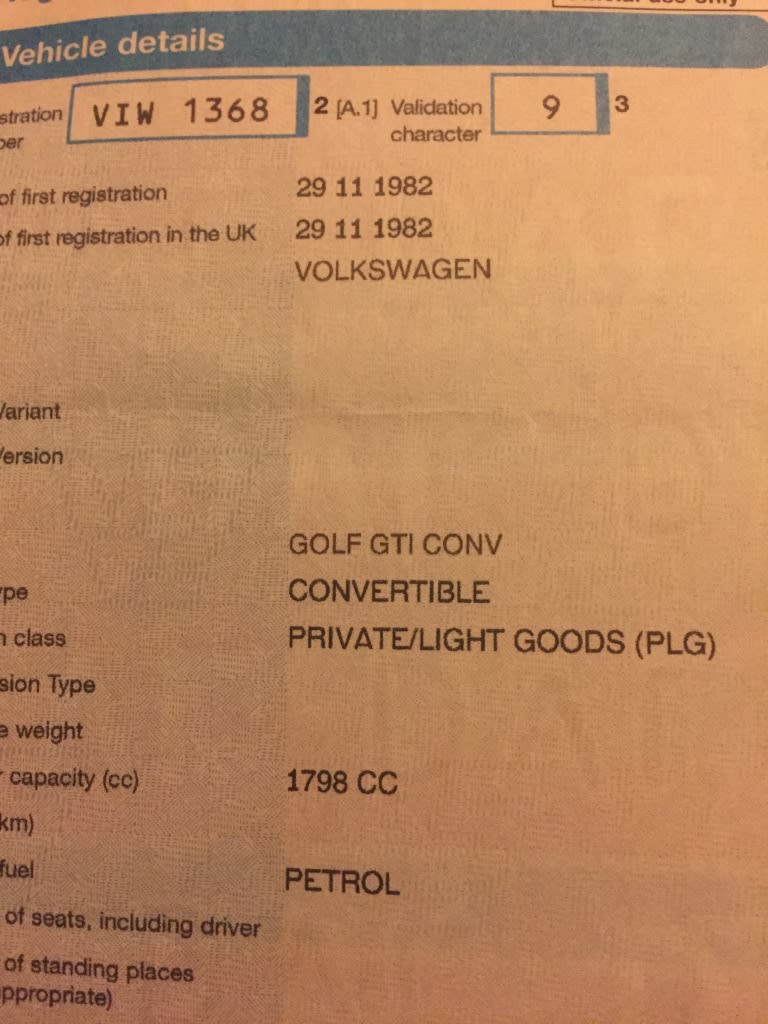 Vehicle details
stration VIW 1368 2 [A.1] Validation 9 3
character
of first registration 29 11 1982
of first registration in the UK 29 11 1982
VOLKSWAGEN
Variant
Version
GOLF GTI CONV
ype CONVERTIBLE
n class PRIVATE/LIGHT GOODS (PLG)
sion Type
e weight
r capacity (cc) 1798 CC
km)
fuel PETROL
of seats, including driver
of standing places
ppropriate)